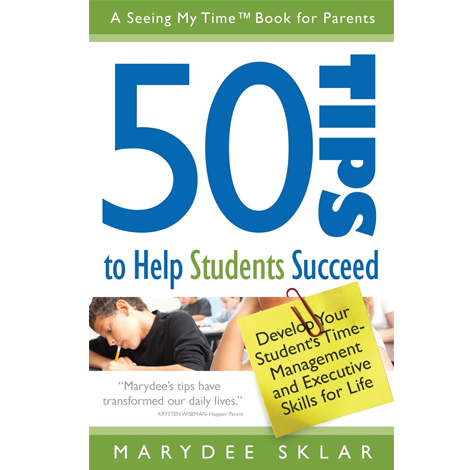 A Seeing My Time™ Book for Parents
50
TIPS
to Help Students Succeed
Develop Your
Student's Time-
Management
and Executive
Skills for Life
"Marydee's tips have
transformed our daily lives."
KRYSTEN WISEMAN–Happier Parent
MARYDEE SKLAR